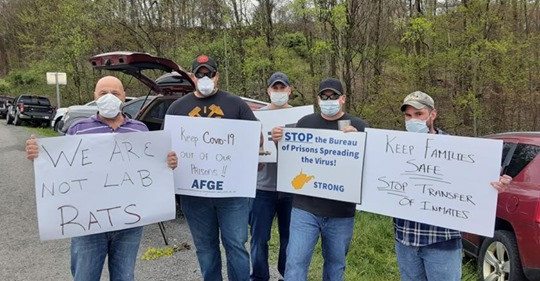 WE ARE
NOT LAB
RATS
Keep COVID-19
out of our
Prisons!!
AFGE
STOP the Bureau
of Prisons Spreading
the Virus!
STRONG
KEEP FAMILIES
SAFE!
STOP TRANSFER
OF INMATES